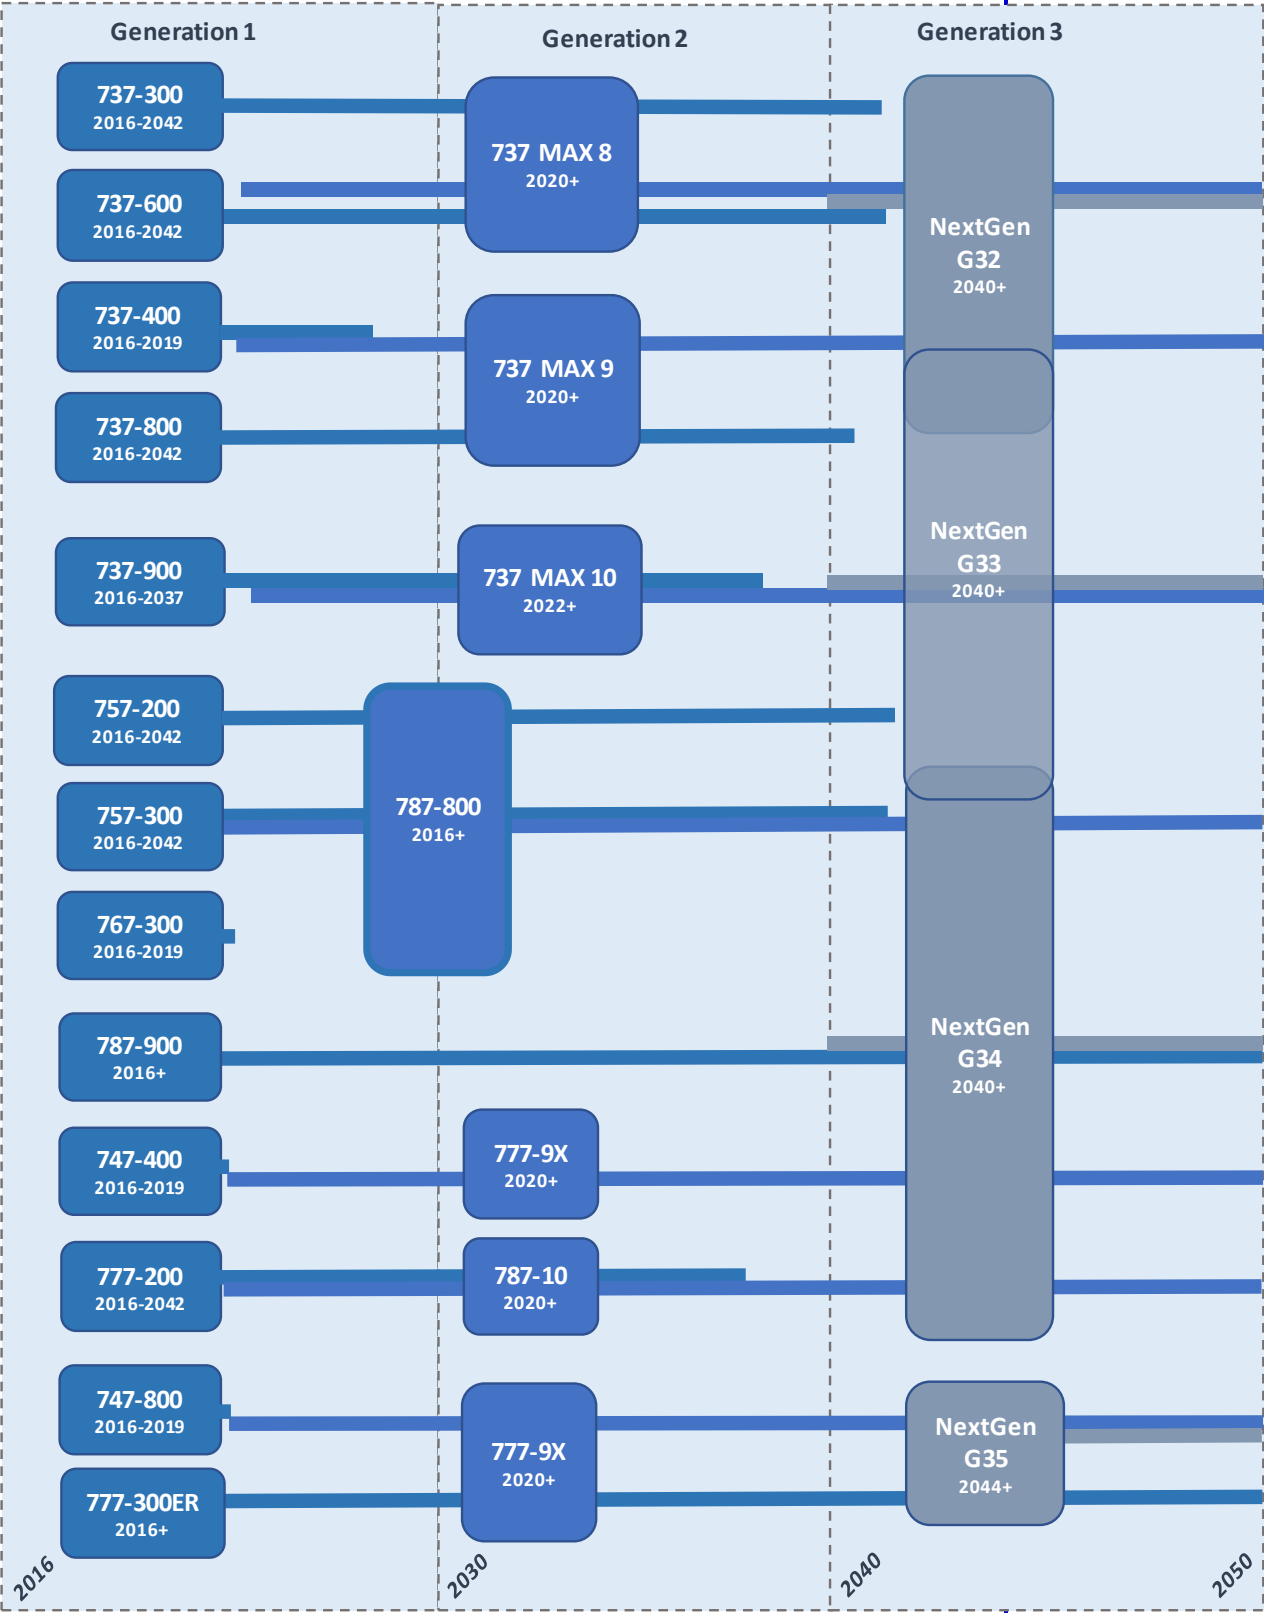 Generation 1
Generation 2
Generation 3
737-300
2016-2042
737 MAX 8
2020+
737-600
2016-2042
NextGen
G32
2040+
737-400
2016-2019
737 MAX 9
2020+
737-800
2016-2042
737-900
2016-2037
737 MAX 10
2022+
NextGen
G33
2040+
757-200
2016-2042
787-800
2016+
757-300
2016-2042
767-300
2016-2019
787-900
2016+
NextGen
G34
2040+
747-400
2016-2019
777-9X
2020+
777-200
2016-2042
787-10
2020+
747-800
2016-2019
777-9X
2020+
NextGen
G35
2044+
777-300ER
2016+
2016
2030
2040
2050